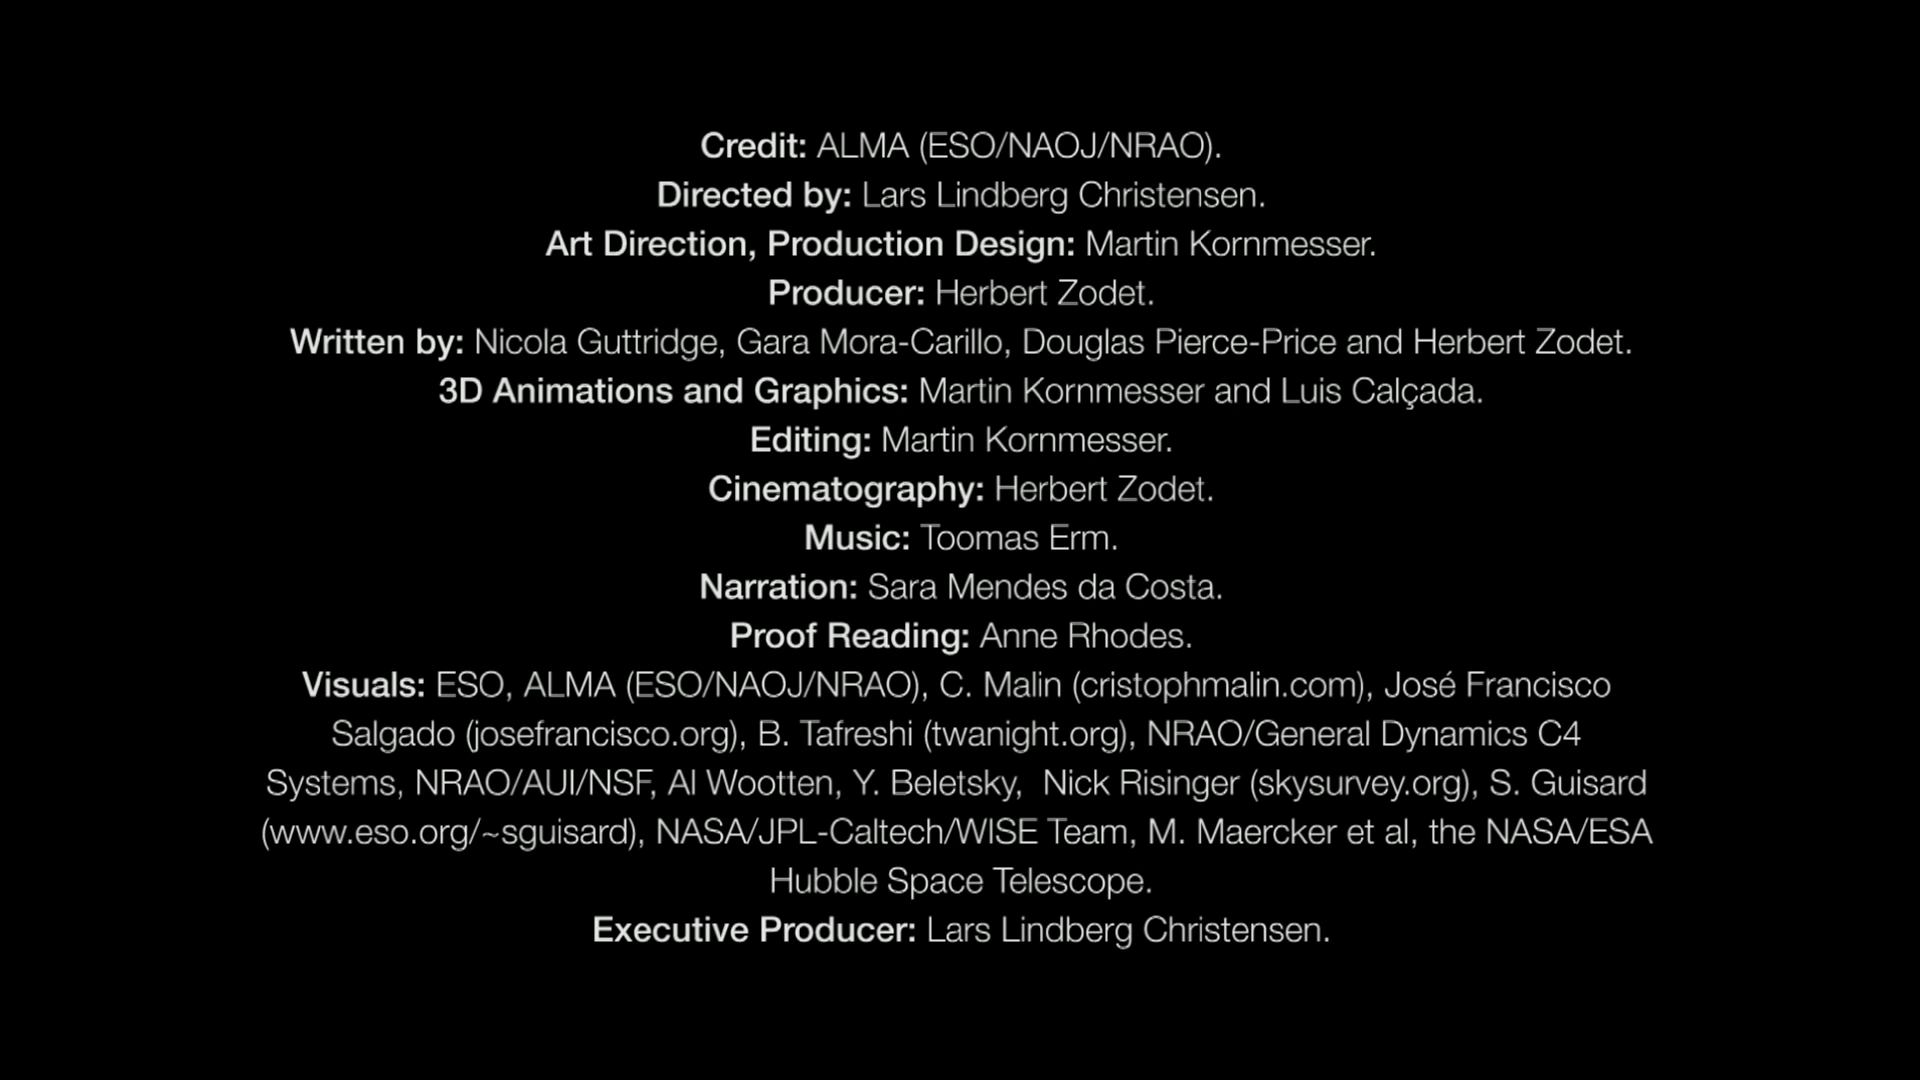 Credit: ALMA (ESO/NAOJ/NRAO).
Directed by: Lars Lindberg Christensen.
Art Direction, Production Design: Martin Kornmesser.
Producer: Herbert Zodet.
Written by: Nicola Guttridge, Gara Mora-Carillo, Douglas Pierce-Price and Herbert Zodet.
3D Animations and Graphics: Martin Kornmesser and Luis Calçada.
Editing: Martin Kornmesser.
Cinematography: Herbert Zodet.
Music: Toomas Erm.
Narration: Sara Mendes da Costa.
Proof Reading: Anne Rhodes.
Visuals: ESO, ALMA (ESO/NAOJ/NRAO), C. Malin (cristophmalin.com), José Francisco
Salgado (josefrancisco.org), B. Tafreshi (twanight.org), NRAO/General Dynamics C4
Systems, NRAO/AUI/NSF, Al Wootten, Y. Beletsky,  Nick Risinger (skysurvey.org), S. Guisard
(www.eso.org/~sguisard), NASA/JPL-Caltech/WISE Team, M. Maercker et al, the NASA/ESA
Hubble Space Telescope.
Executive Producer: Lars Lindberg Christensen.